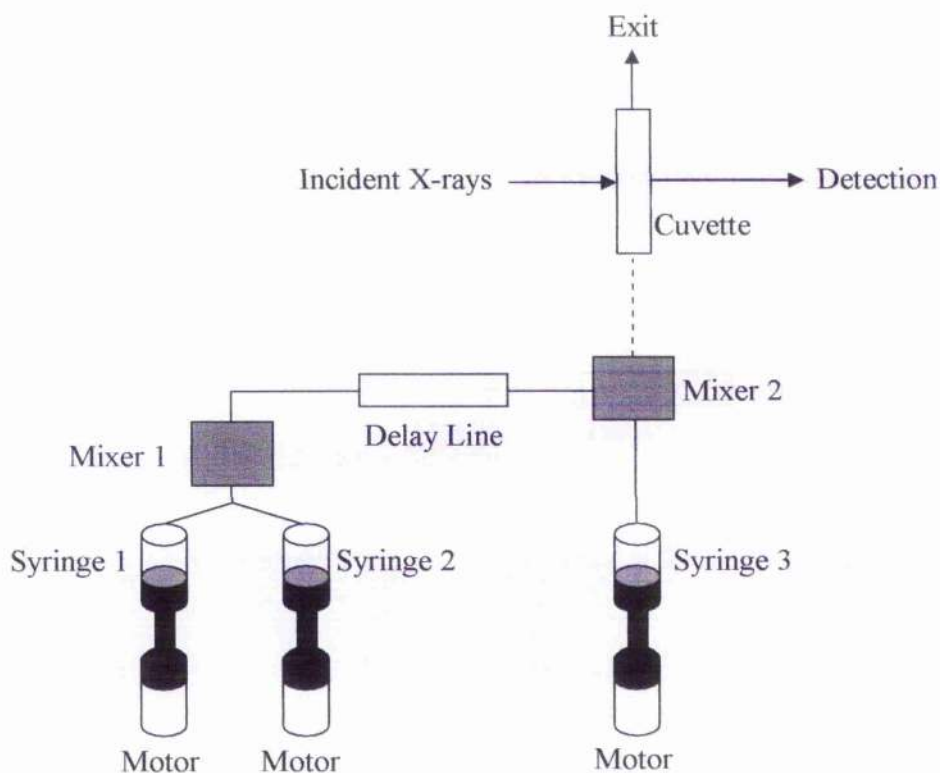 Exit
Incident X-rays
Detection
Cuvette
Mixer 2
Delay Line
Mixer 1
Syringe 1
Syringe 2
Syringe 3
Motor
Motor
Motor